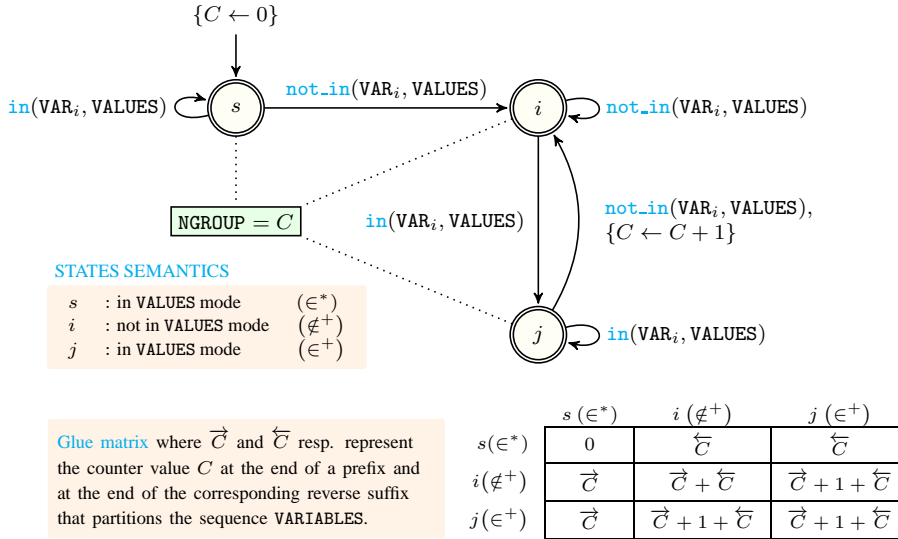 {C ← 0}
in(VAR_i, VALUES)
s
not_in(VAR_i, VALUES)
i
not_in(VAR_i, VALUES)
NGROUP = C
in(VAR_i, VALUES)
not_in(VAR_i, VALUES),
{C ← C + 1}
STATES SEMANTICS
s : in VALUES mode (∈*)
i : not in VALUES mode (∉+)
j : in VALUES mode (∈+)
j
in(VAR_i, VALUES)
Glue matrix where C→ and C← resp. represent
the counter value C at the end of a prefix and
at the end of the corresponding reverse suffix
that partitions the sequence VARIABLES.
s (∈*) i (∉+) j (∈+)
s(∈*) 0 C← C←
i(∉+) C→ C→ + C← C→ + 1 + C←
j(∈+) C→ C→ + 1 + C← C→ + 1 + C←